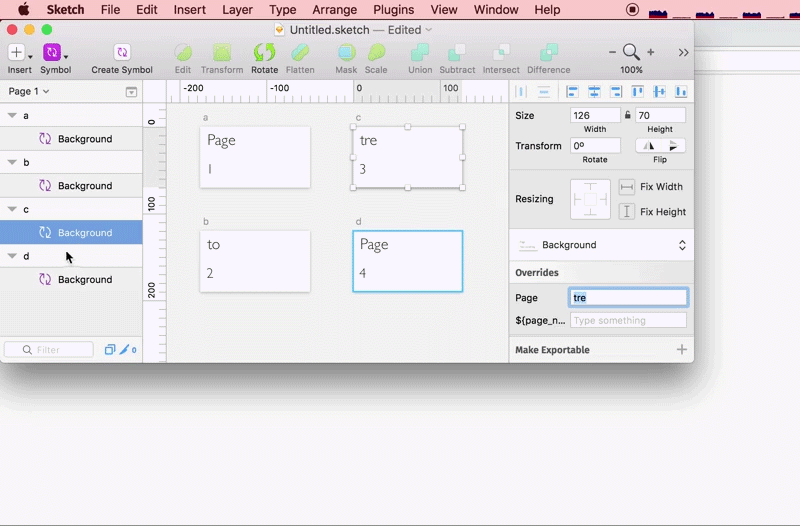 Sketch File Edit Insert Layer Type Arrange Plugins View Window Help
Untitled.sketch — Edited
Insert Symbol Create Symbol Edit Transform Rotate Flatten Mask Scale Union Subtract Intersect Difference 100%
Page 1
-200 -100 0 100
a
Background
b
Background
c
Background
d
Background
Filter
0
0
100
200
a
Page
1
c
tre
3
b
to
2
d
Page
4
Size 126 70
Width Height
Transform 0º
Rotate Flip
Resizing Fix Width
Fix Height
Background
Overrides
Page tre
${page_n... Type something
Make Exportable